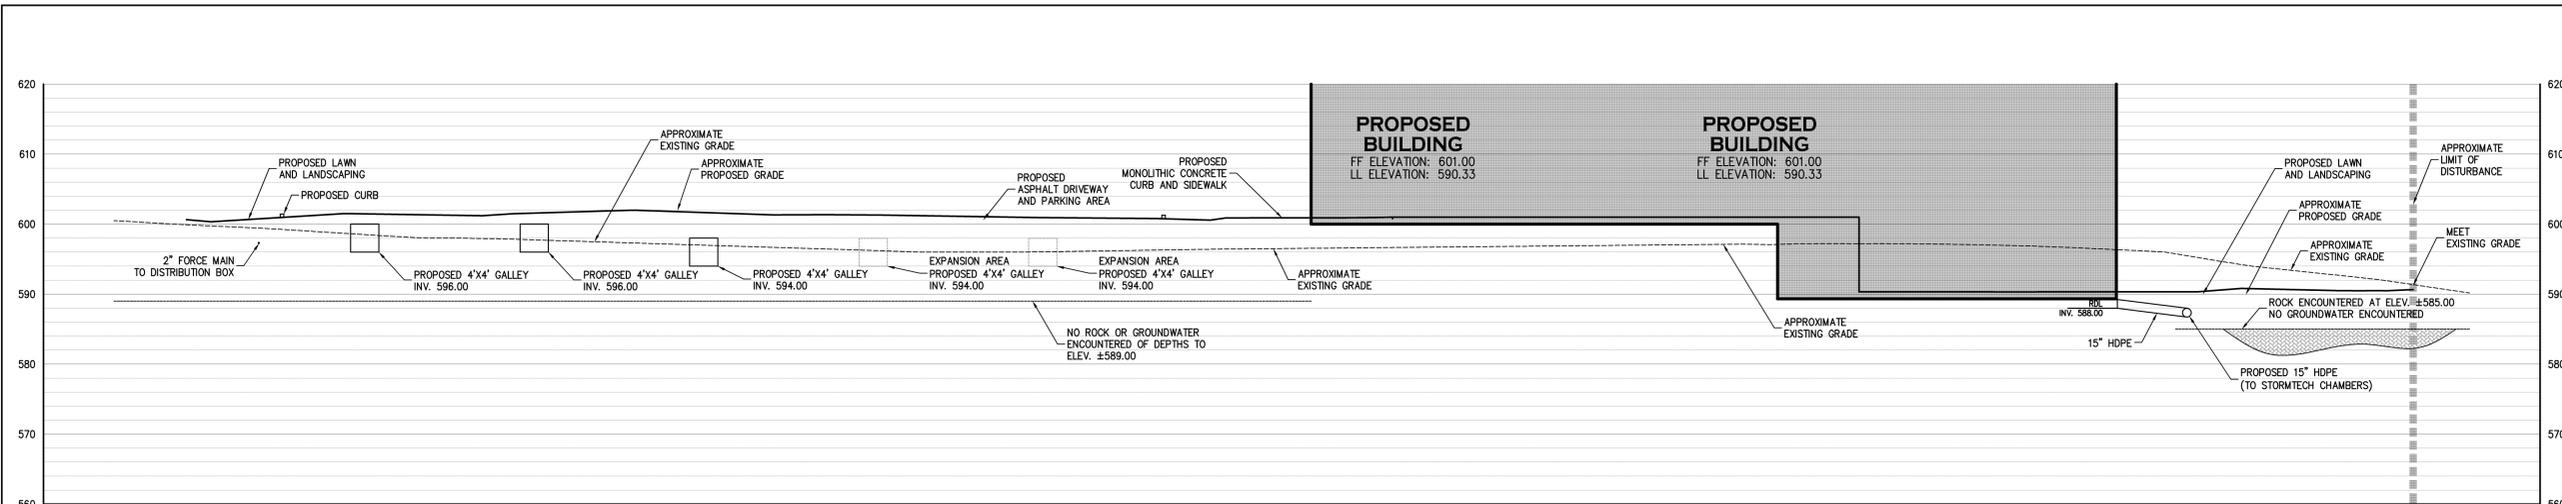 620
610
600
590
580
570
560
PROPOSED LAWN
AND LANDSCAPING
PROPOSED CURB
2" FORCE MAIN
TO DISTRIBUTION BOX
APPROXIMATE
EXISTING GRADE
APPROXIMATE
PROPOSED GRADE
PROPOSED 4'X4' GALLEY
INV. 596.00
PROPOSED 4'X4' GALLEY
INV. 596.00
PROPOSED 4'X4' GALLEY
INV. 594.00
EXPANSION AREA
PROPOSED 4'X4' GALLEY
INV. 594.00
EXPANSION AREA
PROPOSED 4'X4' GALLEY
INV. 594.00
PROPOSED
ASPHALT DRIVEWAY
AND PARKING AREA
PROPOSED
MONOLITHIC CONCRETE
CURB AND SIDEWALK
APPROXIMATE
EXISTING GRADE
NO ROCK OR GROUNDWATER
ENCOUNTERED OF DEPTHS TO
ELEV. ±589.00
PROPOSED
BUILDING
FF ELEVATION: 601.00
LL ELEVATION: 590.33
PROPOSED
BUILDING
FF ELEVATION: 601.00
LL ELEVATION: 590.33
APPROXIMATE
EXISTING GRADE
RDL
INV. 588.00
15" HDPE
PROPOSED 15" HDPE
(TO STORMTECH CHAMBERS)
PROPOSED LAWN
AND LANDSCAPING
APPROXIMATE
PROPOSED GRADE
APPROXIMATE
EXISTING GRADE
ROCK ENCOUNTERED AT ELEV. ±585.00
NO GROUNDWATER ENCOUNTERED
APPROXIMATE
LIMIT OF
DISTURBANCE
MEET
EXISTING GRADE
620
610
600
590
580
570
560